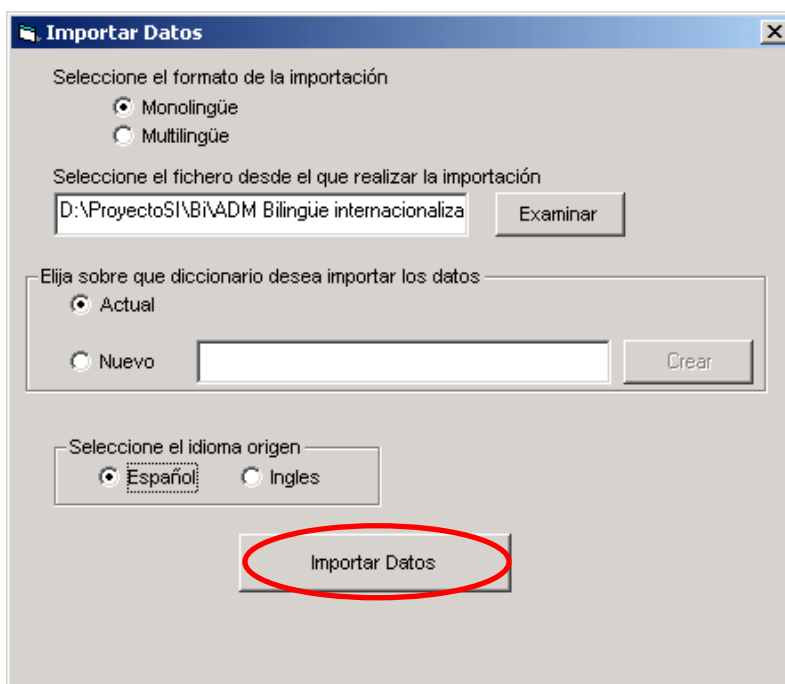 Importar Datos
Seleccione el formato de la importación
Monolingüe
Multilingüe
Seleccione el fichero desde el que realizar la importación
D:\ProyectoSI\Bi\ADM Bilingüe internacionaliza
Examinar
Elija sobre que diccionario desea importar los datos
Actual
Nuevo
Crear
Seleccione el idioma origen
Español Ingles
Importar Datos